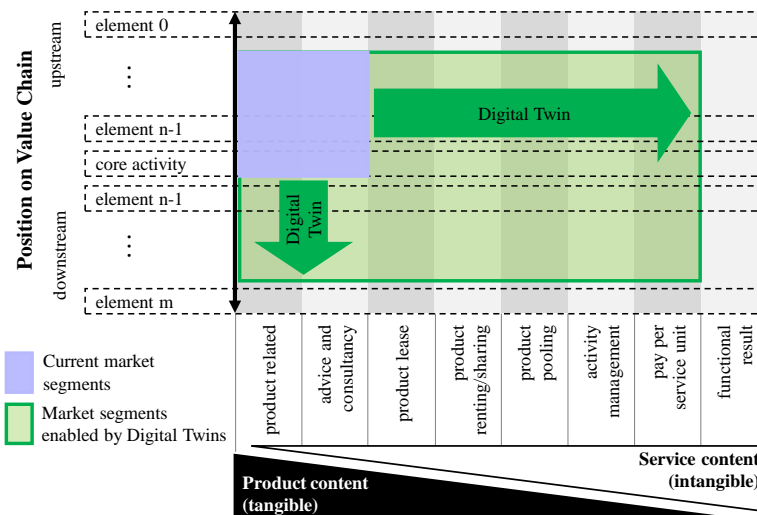 Position on Value Chain
upstream
downstream
element 0
⋮
element n-1
core activity
element n-1
⋮
element m
Digital Twin
Digital
Twin
product related
advice and
consultancy
product lease
product
renting/sharing
product
pooling
activity
management
pay per
service unit
functional
result
Current market
segments
Market segments
enabled by Digital Twins
Service content
(intangible)
Product content
(tangible)